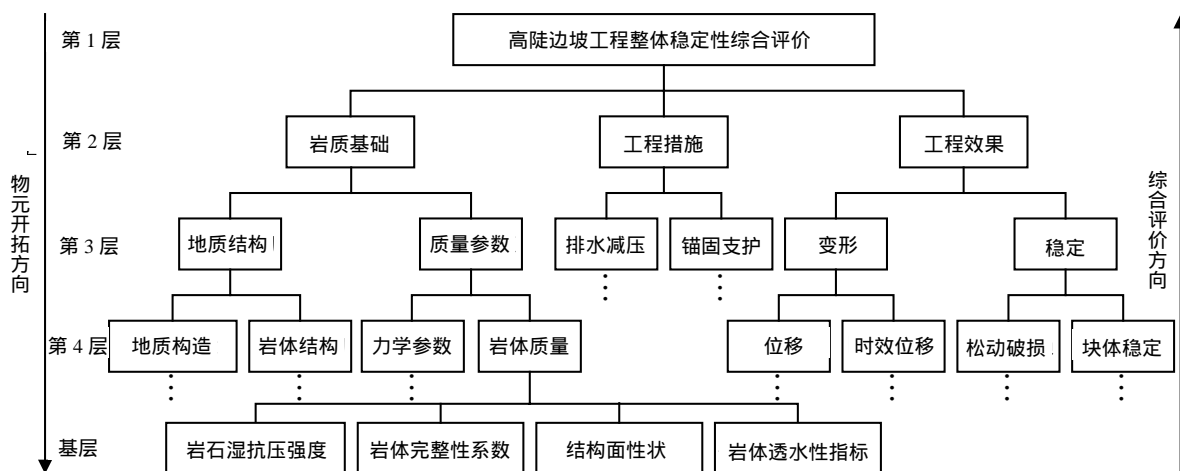 第 1 层
高陡边坡工程整体稳定性综合评价
第 2 层
岩质基础
工程措施
工程效果
物元开拓方向
综合评价方向
第 3 层
地质结构
质量参数
排水减压
锚固支护
变形
稳定
第 4 层
地质构造
岩体结构
力学参数
岩体质量
位移
时效位移
松动破损
块体稳定
基层
岩石湿抗压强度
岩体完整性系数
结构面性状
岩体透水性指标